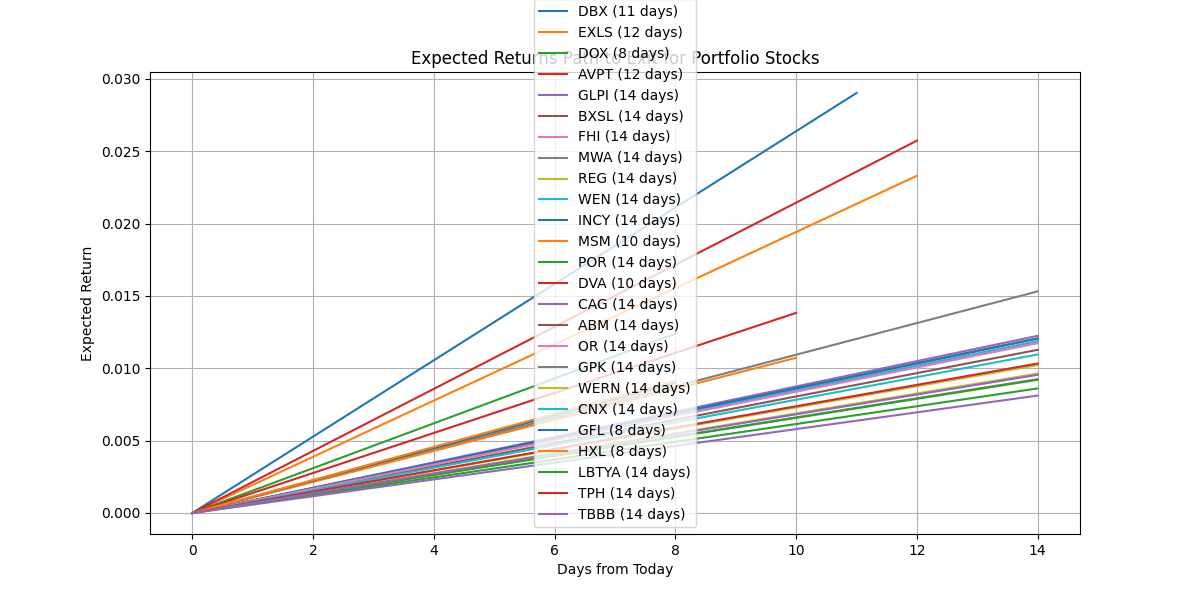 DBX (11 days)
EXLS (12 days)
DOX (8 days)
Expected Returns Path to Exit for Portfolio Stocks
AVPT (12 days)
GLPI (14 days)
BXSL (14 days)
FHI (14 days)
MWA (14 days)
REG (14 days)
WEN (14 days)
INCY (14 days)
MSM (10 days)
POR (14 days)
DVA (10 days)
CAG (14 days)
ABM (14 days)
OR (14 days)
GPK (14 days)
WERN (14 days)
CNX (14 days)
GFL (8 days)
HXL (8 days)
LBTYA (14 days)
TPH (14 days)
TBBB (14 days)
Expected Return
0.030
0.025
0.020
0.015
0.010
0.005
0.000
0 2 4 6 8 10 12 14
Days from Today